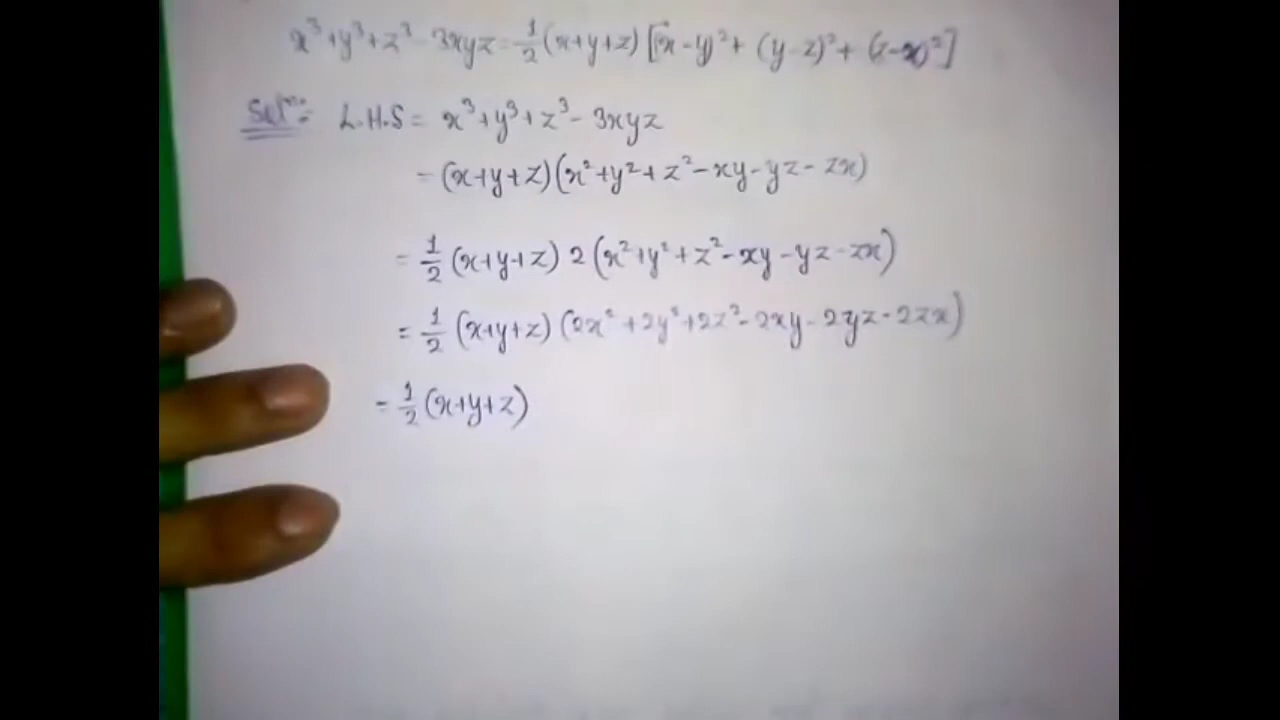 x³+y³+z³-3xyz=½(x+y+z)[(x-y)²+(y-z)²+(z-x)²]
Solⁿ:- L.H.S = x³+y³+z³-3xyz
=(x+y+z)(x²+y²+z²-xy-yz-zx)
=½(x+y+z)2(x²+y²+z²-xy-yz-zx)
=½(x+y+z)(2x²+2y²+2z²-2xy-2yz-2zx)
=½(x+y+z)